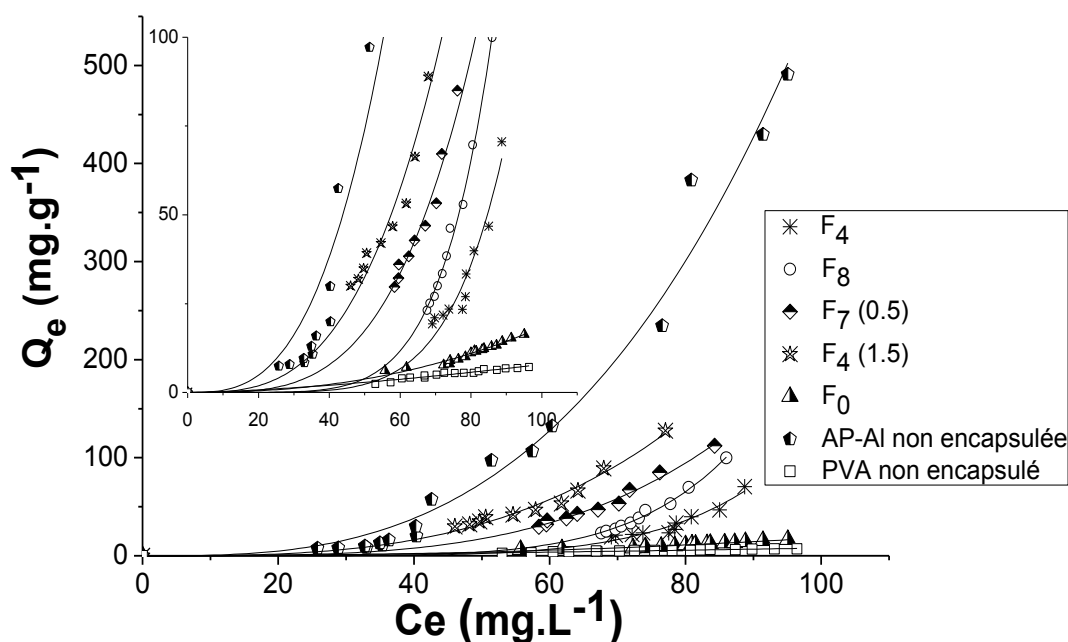 Qe (mg.g-1)
500
400
300
200
100
0
0 20 40 60 80 100
Ce (mg.L-1)
100
50
0
0 20 40 60 80 100
F4
F8
F7 (0.5)
F4 (1.5)
F0
AP-Al non encapsulée
PVA non encapsulé